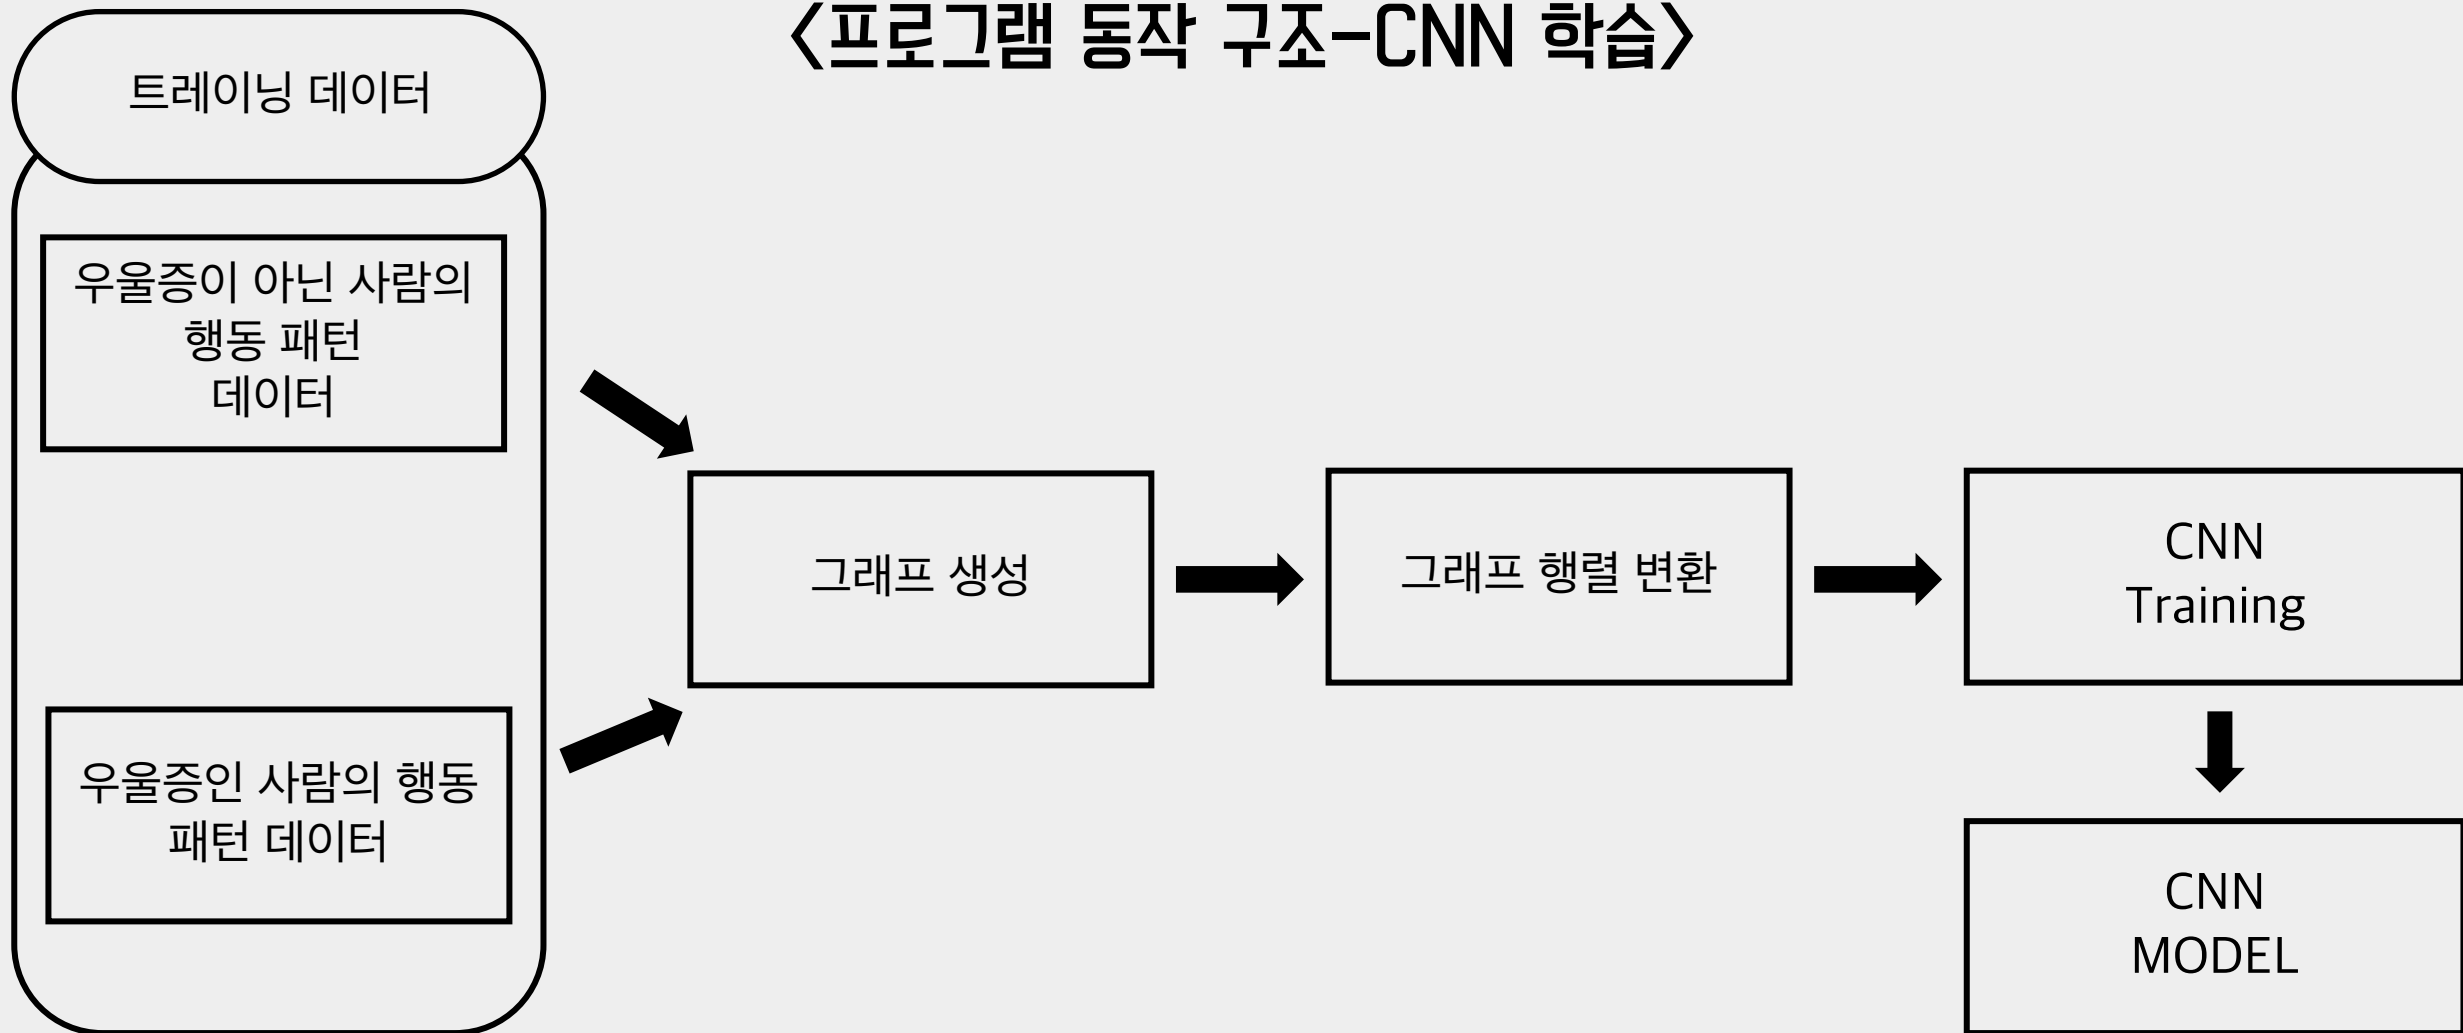 <프로그램 동작 구조-CNN 학습>
트레이닝 데이터
우울증이 아닌 사람의
행동 패턴
데이터
우울증인 사람의 행동
패턴 데이터
그래프 생성
그래프 행렬 변환
CNN
Training
CNN
MODEL